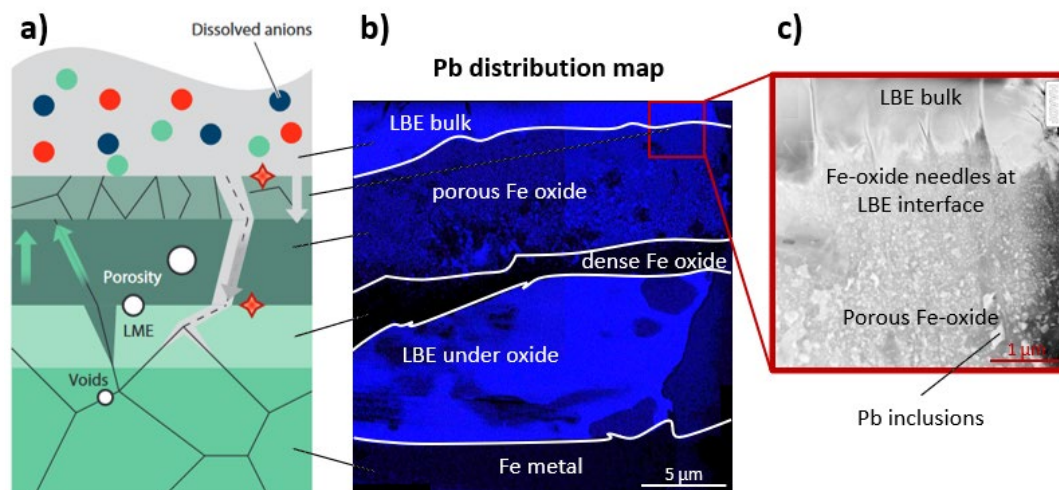 a)
Dissolved anions
Porosity
LME
Voids
b)
Pb distribution map
LBE bulk
porous Fe oxide
dense Fe oxide
LBE under oxide
Fe metal
5 µm
c)
LBE bulk
Fe-oxide needles at
LBE interface
Porous Fe-oxide
1 µm
Pb inclusions